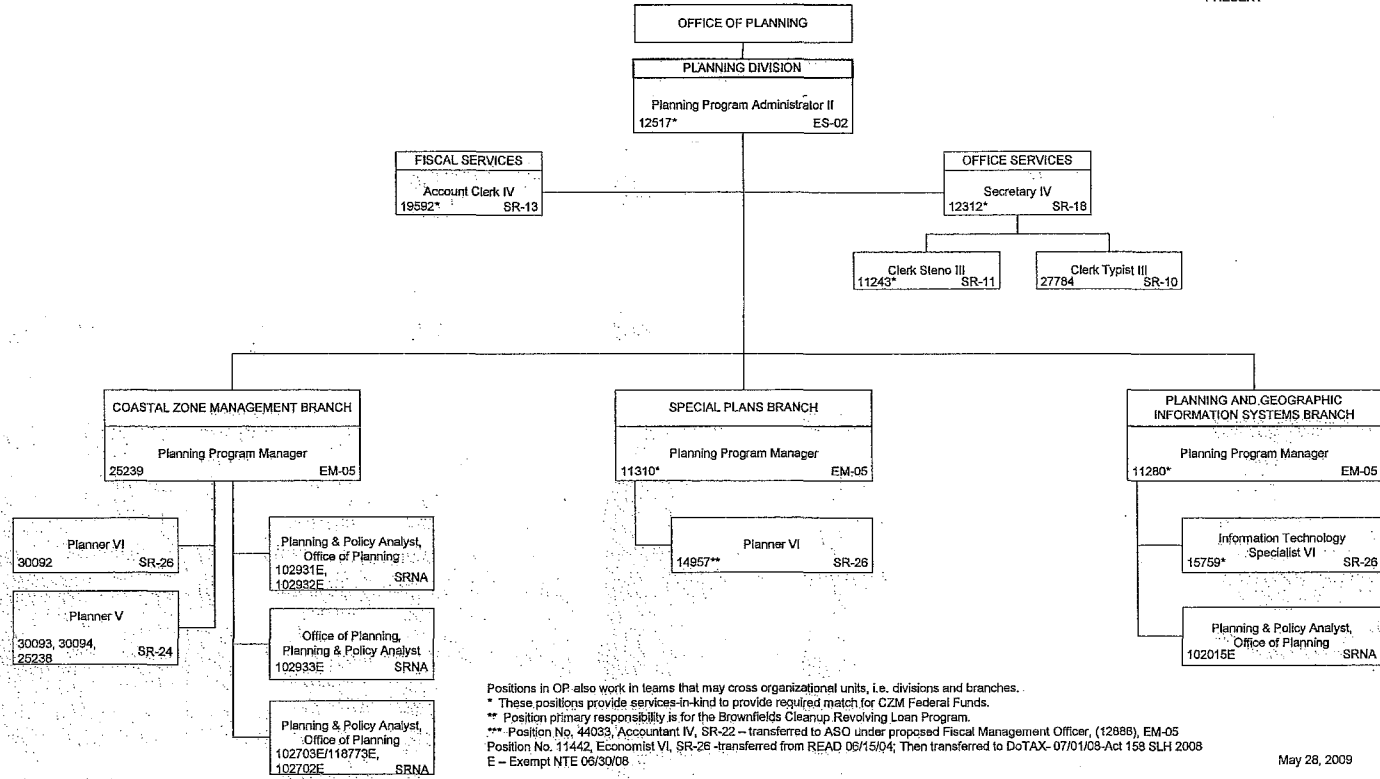 OFFICE OF PLANNING
PLANNING DIVISION
Planning Program Administrator II
12517* ES-02
FISCAL SERVICES
Account Clerk IV
19592* SR-13
OFFICE SERVICES
Secretary IV
12312* SR-18
Clerk Steno III
11243* SR-11
Clerk Typist III
27784 SR-10
COASTAL ZONE MANAGEMENT BRANCH
Planning Program Manager
25239 EM-05
Planner VI
30092 SR-26
Planner V
30093, 30094,
25238 SR-24
Planning & Policy Analyst,
Office of Planning
102931E,
102932E SRNA
Office of Planning,
Planning & Policy Analyst
102933E SRNA
Planning & Policy Analyst,
Office of Planning
102703E/118773E,
102702E SRNA
SPECIAL PLANS BRANCH
Planning Program Manager
11310* EM-05
Planner VI
14957** SR-26
PLANNING AND GEOGRAPHIC
INFORMATION SYSTEMS BRANCH
Planning Program Manager
11280* EM-05
Information Technology
Specialist VI
15759* SR-26
Planning & Policy Analyst,
Office of Planning
102015E SRNA
Positions in OP also work in teams that may cross organizational units, i.e. divisions and branches.
* These positions provide services-in-kind to provide required match for CZM Federal Funds.
** Position primary responsibility is for the Brownfields Cleanup Revolving Loan Program.
*** Position No. 44033, Accountant IV, SR-22 – transferred to ASO under proposed Fiscal Management Officer, (12888), EM-05
Position No. 11442, Economist VI, SR-26 -transferred from READ 06/15/04; Then transferred to DoTAX- 07/01/08-Act 158 SLH 2008
E – Exempt NTE 06/30/08
May 28, 2009